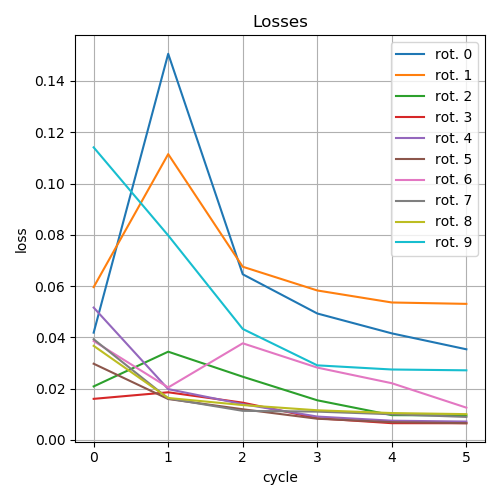 Losses
loss
0.14
0.12
0.10
0.08
0.06
0.04
0.02
0.00
rot. 0
rot. 1
rot. 2
rot. 3
rot. 4
rot. 5
rot. 6
rot. 7
rot. 8
rot. 9
0 1 2 3 4 5
cycle